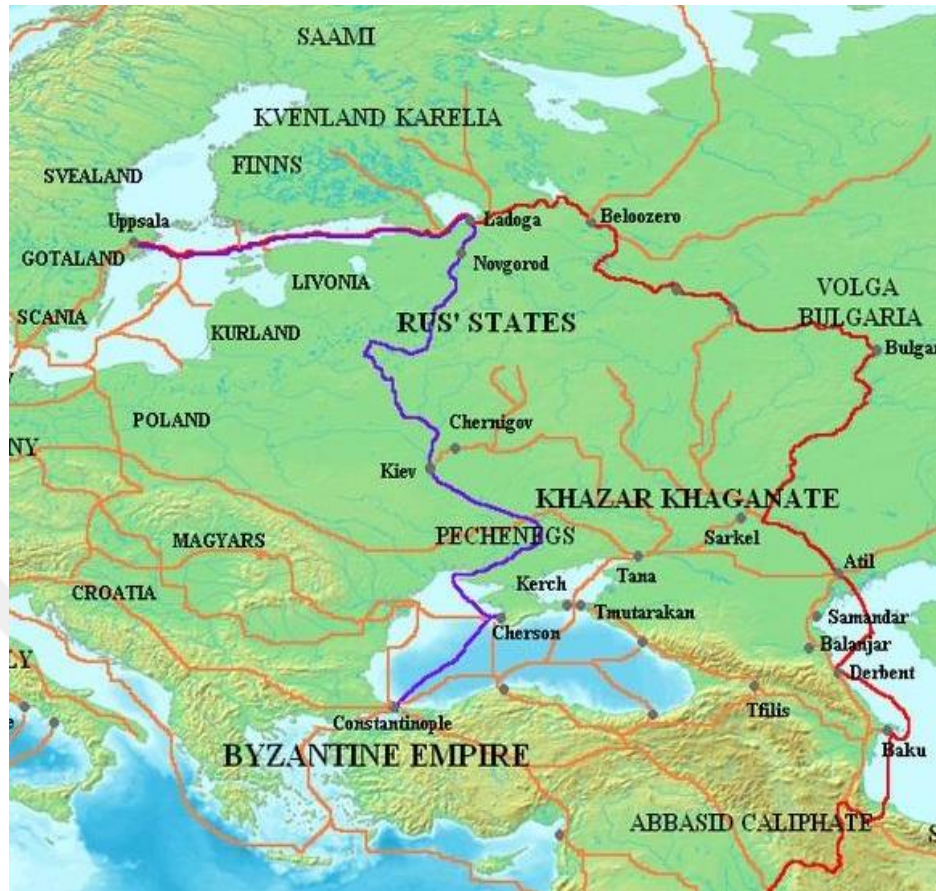 SAAMI
KVENLAND KARELIA
FINNS
SVEALAND
Uppsala
Ladoga
Beloozero
GOTALAND
Novgorod
LIVONIA
VOLGA
BULGARIA
SCANIA
KURLAND
RUS' STATES
Bulgar
POLAND
Chernigov
NY
Kiev
KHAZAR KHAGANATE
PECHENEGS
Sarkel
MAGYARS
Tana
Atil
CROATIA
Kerch
Tmutarakan
Samandar
Cherson
Balanjar
LY
Derbent
Constantinople
Tfilis
BYZANTINE EMPIRE
Baku
ABBASID CALIPHATE
S